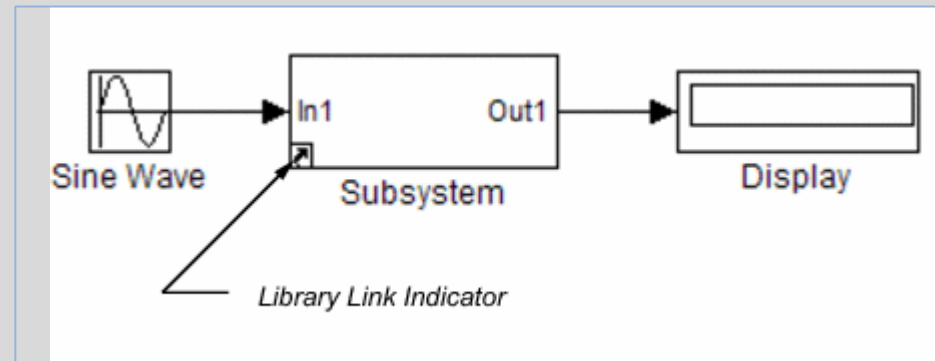 In1
Out1
Sine Wave
Subsystem
Display
Library Link Indicator